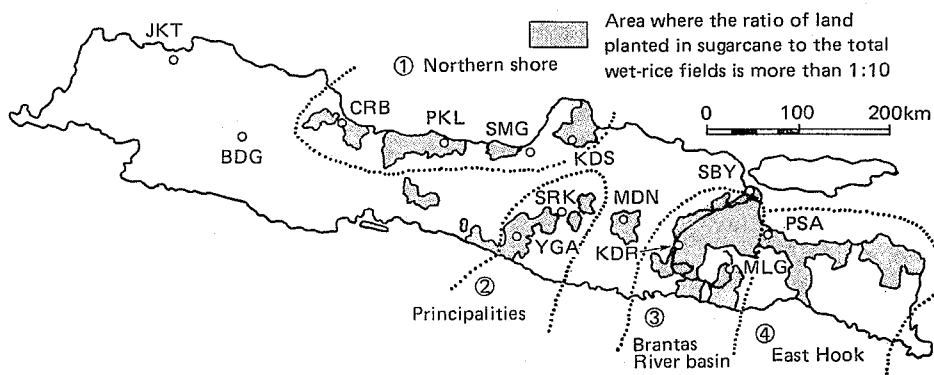 JKT
Area where the ratio of land
planted in sugarcane to the total
wet-rice fields is more than 1:10
① Northern shore
CRB
PKL
SMG
KDS
BDG
0 100 200km
SBY
SRK
MDN
PSA
YGA
KDR
MLG
②
Principalities
③
Brantas
River basin
④
East Hook